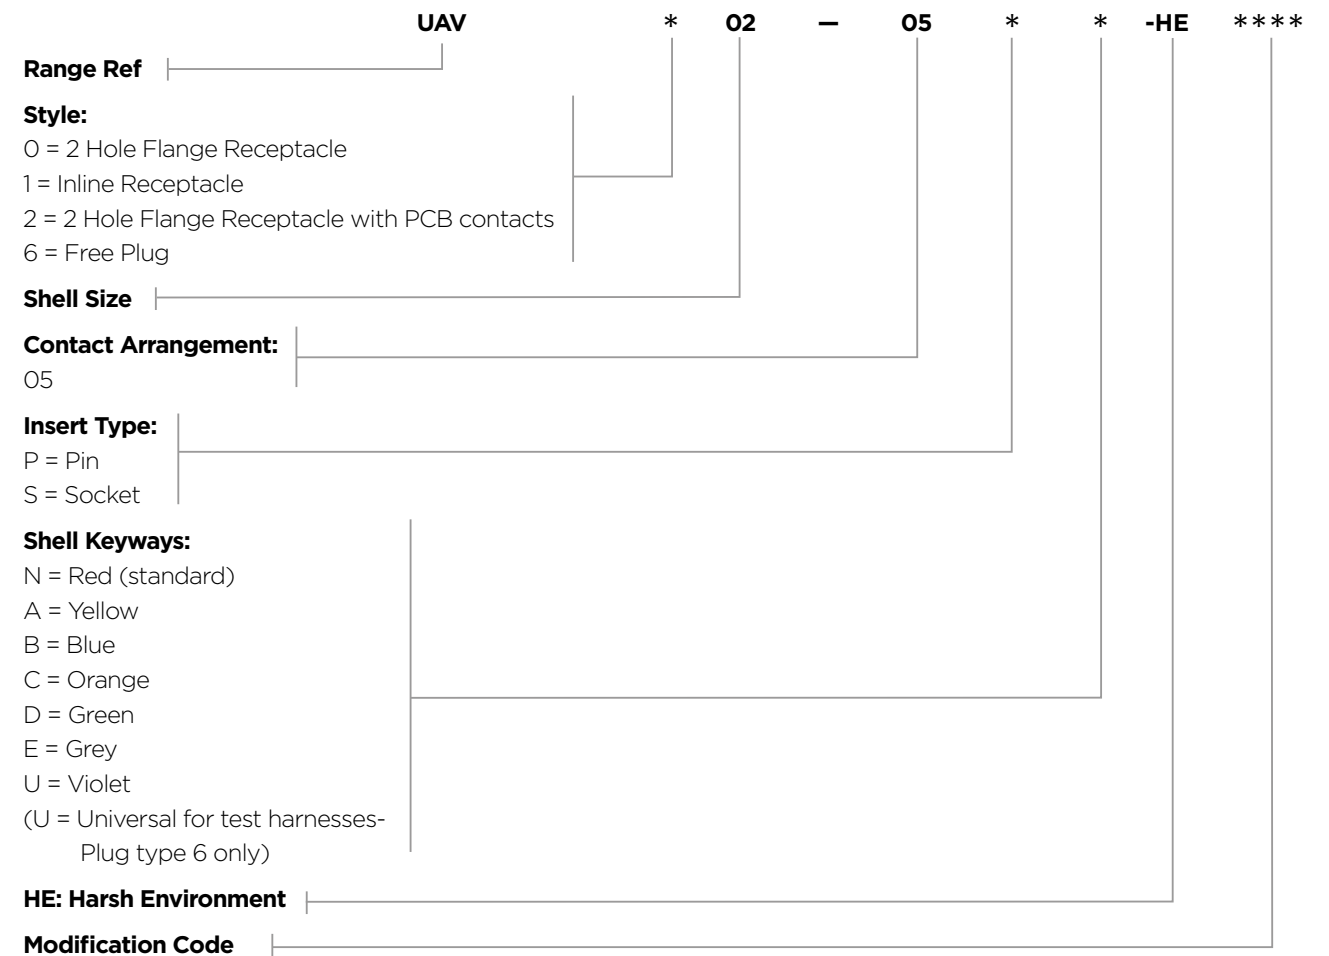 UAV * 02 — 05 * * -HE ****
Range Ref
Style:
0 = 2 Hole Flange Receptacle
1 = Inline Receptacle
2 = 2 Hole Flange Receptacle with PCB contacts
6 = Free Plug
Shell Size
Contact Arrangement:
05
Insert Type:
P = Pin
S = Socket
Shell Keyways:
N = Red (standard)
A = Yellow
B = Blue
C = Orange
D = Green
E = Grey
U = Violet
(U = Universal for test harnesses-
Plug type 6 only)
HE: Harsh Environment
Modification Code